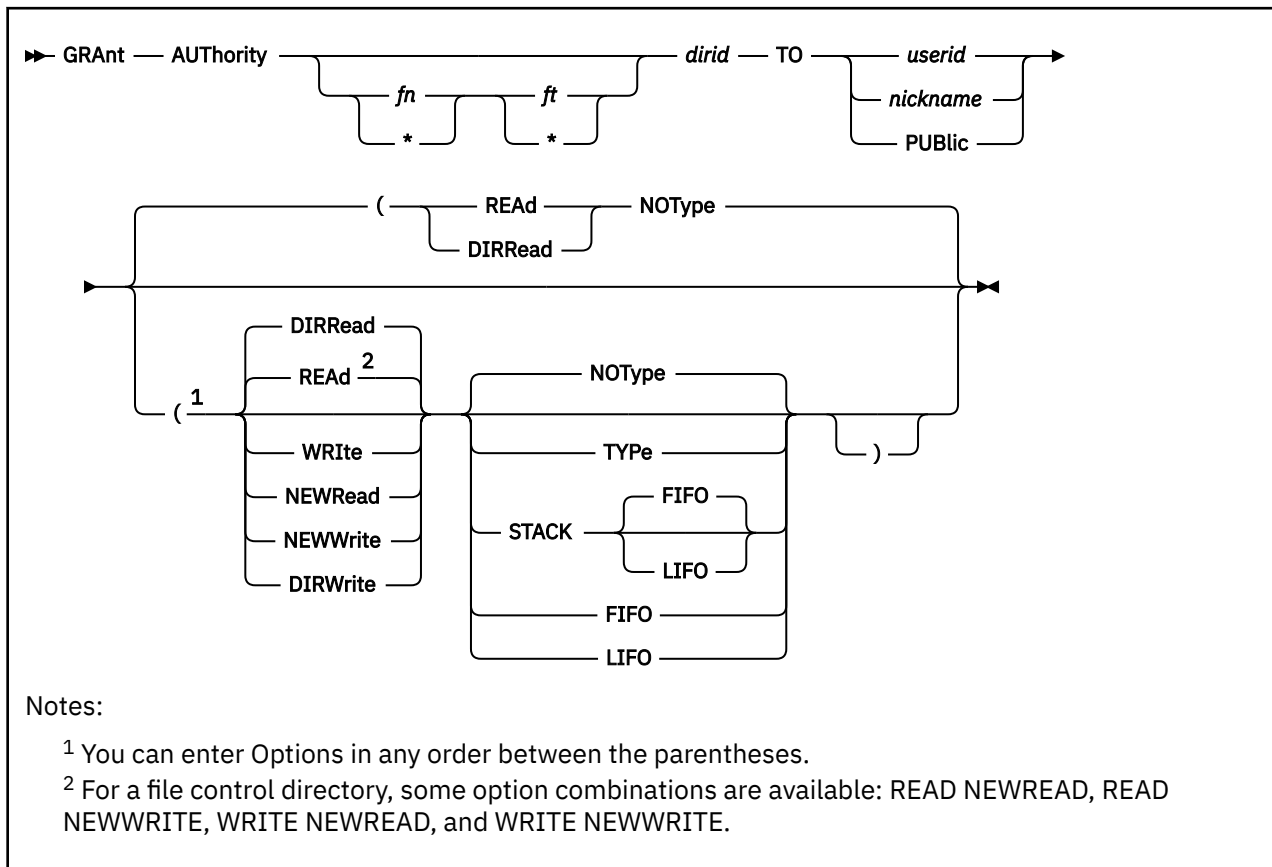 GRAnt AUThority dirid TO userid
fn ft nickname
* * PUBlic
( REAd NOType
DIRRead
DIRRead
REAd 2 NOType
( 1
WRIte TYPe )
NEWRead FIFO
NEWWrite STACK
DIRWrite LIFO
FIFO
LIFO
Notes:
1 You can enter Options in any order between the parentheses.
2 For a file control directory, some option combinations are available: READ NEWREAD, READ
NEWWRITE, WRITE NEWREAD, and WRITE NEWWRITE.